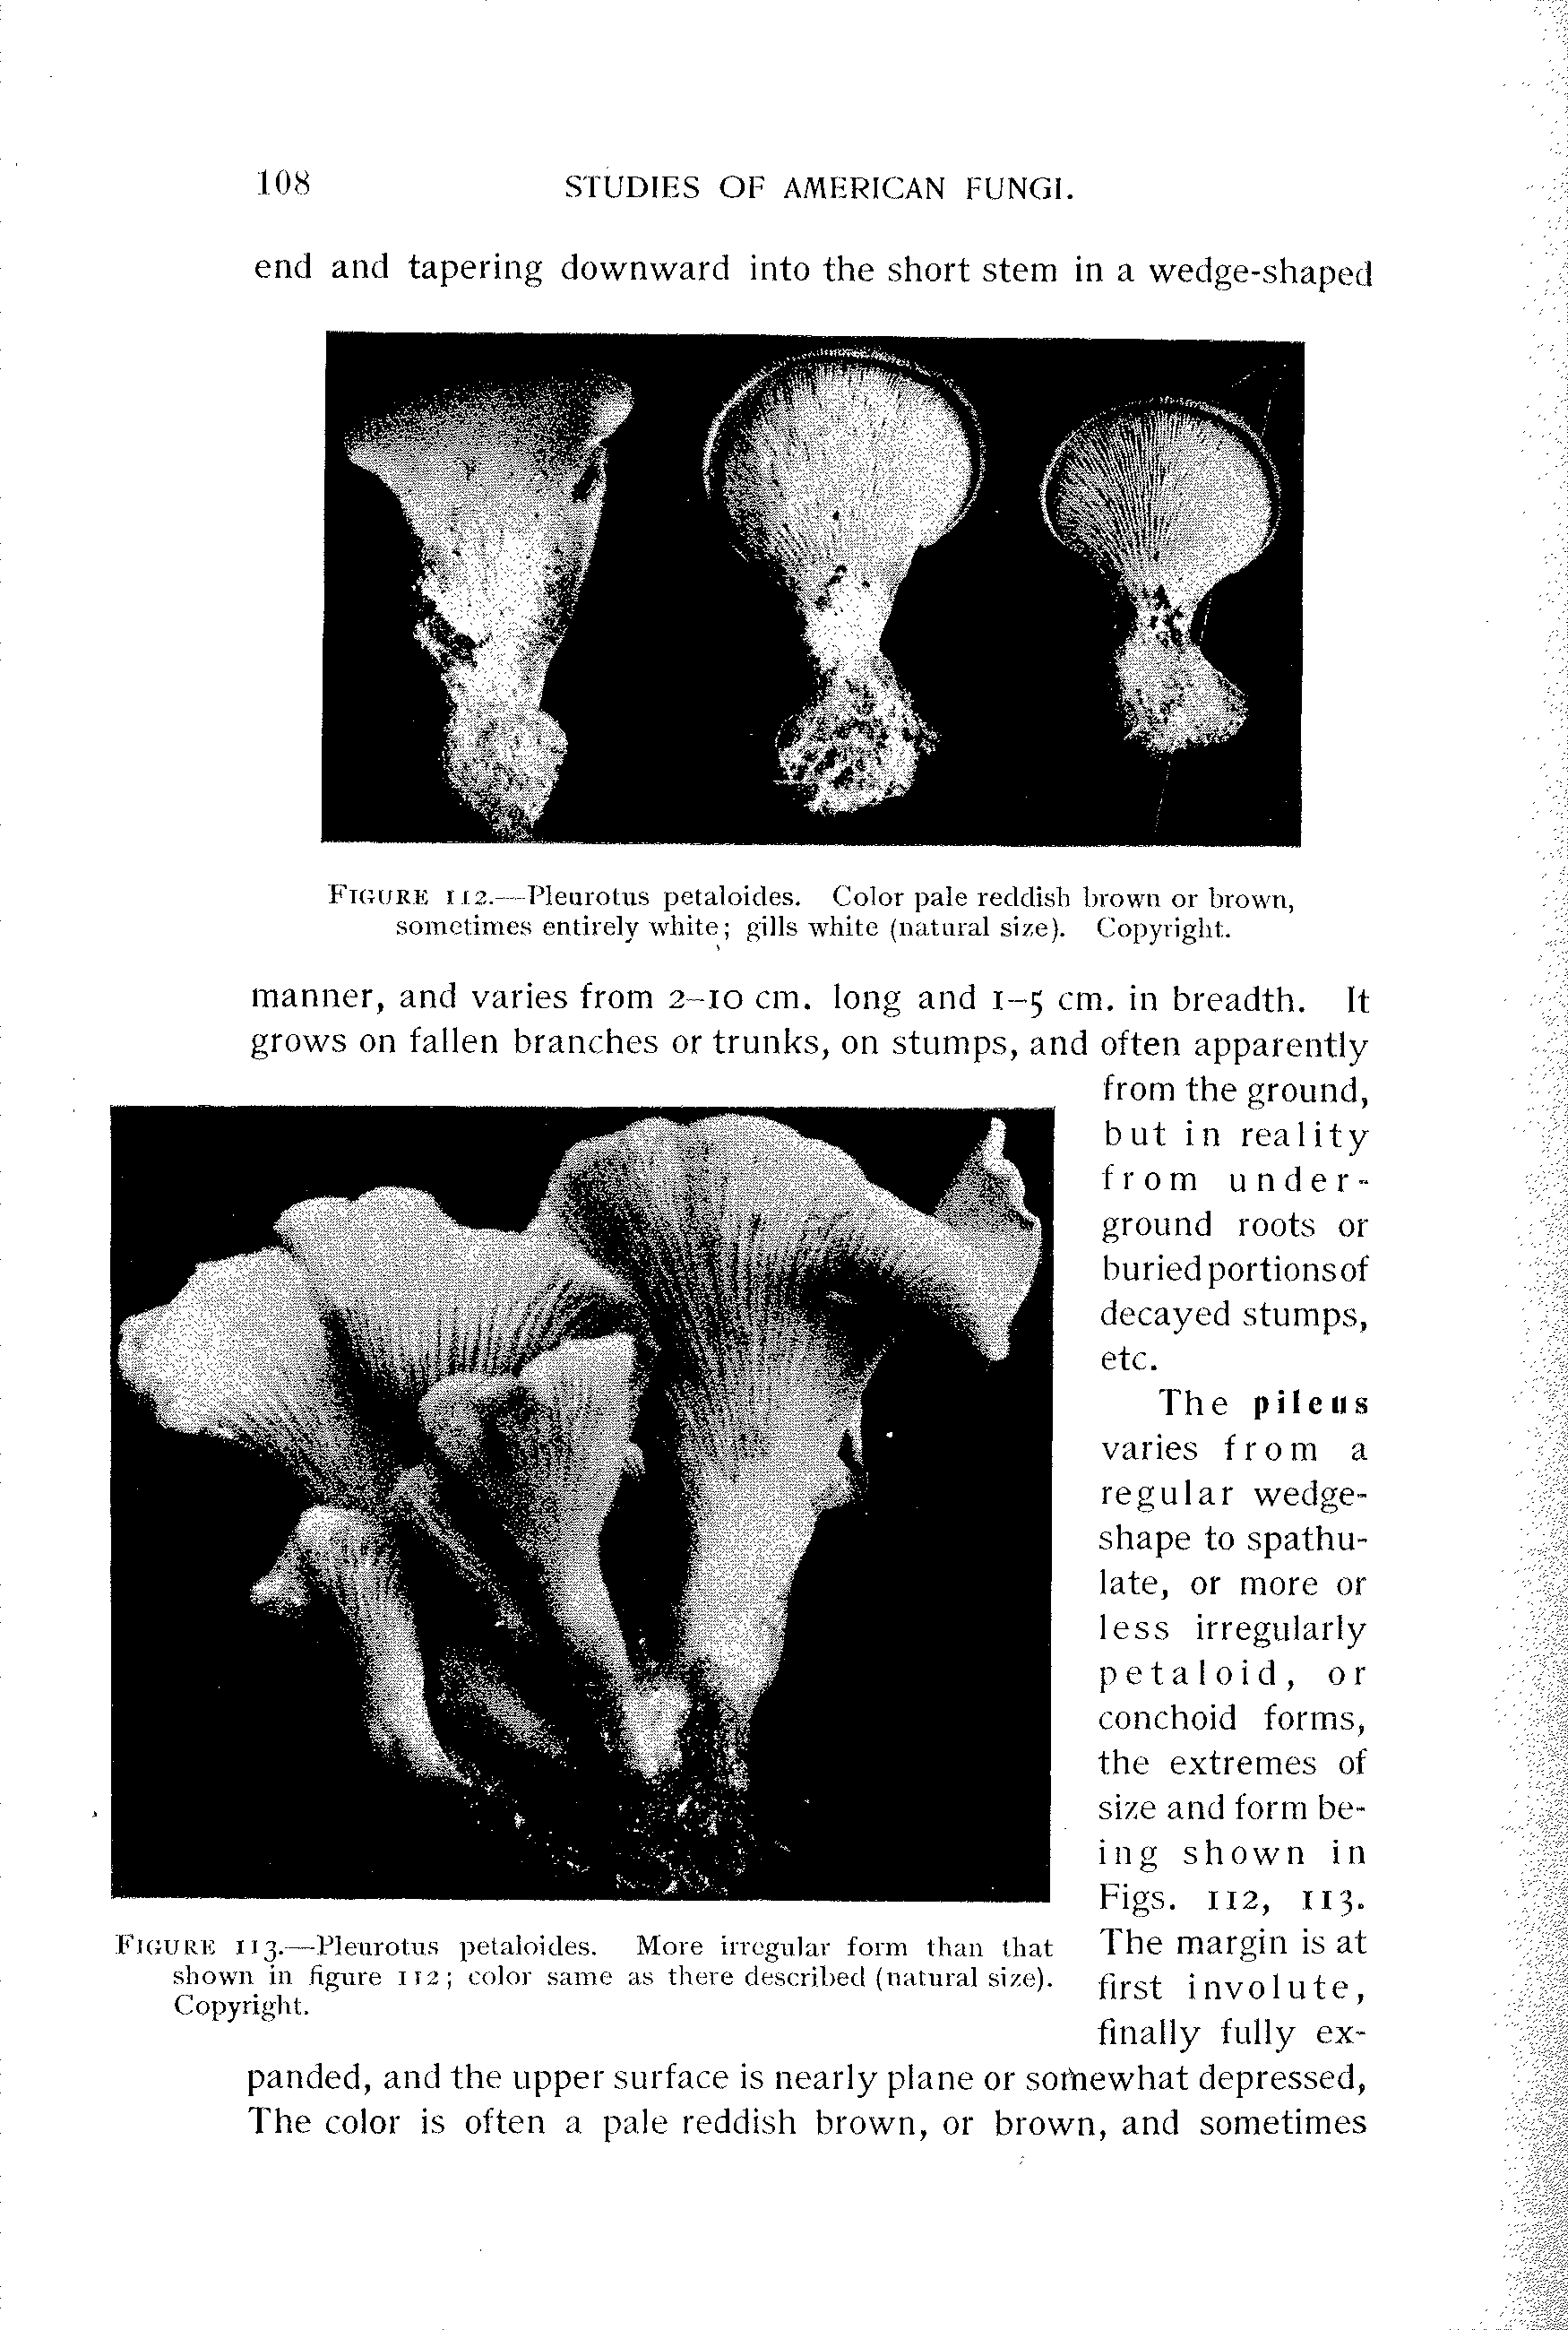 108
STUDIES OF AMERICAN FUNGI.
end and tapering downward into the short stem in a wedge-shaped
FIGURE 112.—Pleurotus petaloides. Color pale reddish brown or brown,
sometimes entirely white; gills white (natural size). Copyright.
manner, and varies from 2–10 cm. long and 1–5 cm. in breadth. It
grows on fallen branches or trunks, on stumps, and often apparently
from the ground,
but in reality
from under-
ground roots or
buried portions of
decayed stumps,
etc.
The pileus
varies from a
regular wedge-
shape to spathu-
late, or more or
less irregularly
petaloid, or
conchoid forms,
the extremes of
size and form be-
ing shown in
Figs. 112, 113.
The margin is at
first involute,
finally fully ex-
FIGURE 113.—Pleurotus petaloides. More irregular form than that
shown in figure 112; color same as there described (natural size).
Copyright.
panded, and the upper surface is nearly plane or somewhat depressed,
The color is often a pale reddish brown, or brown, and sometimes